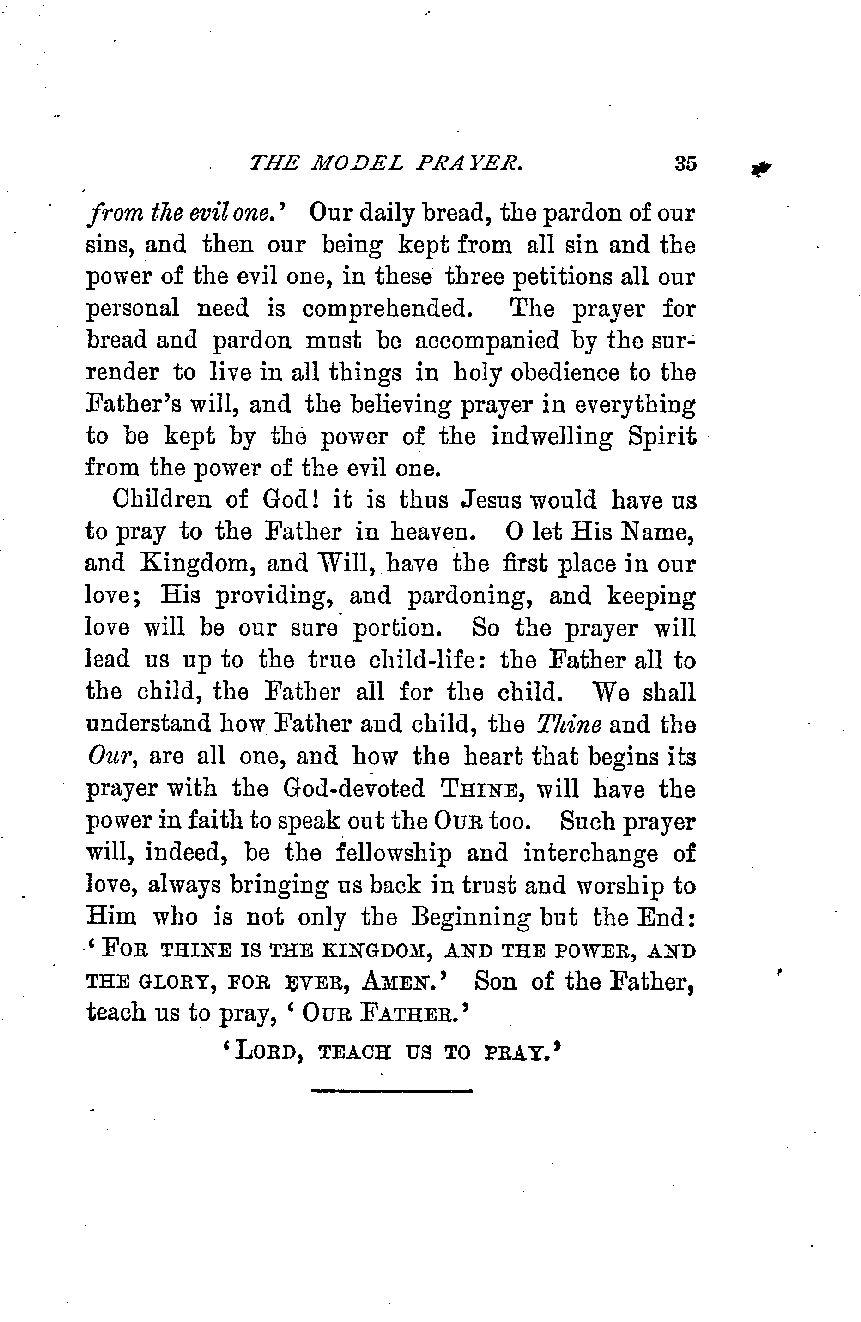 THE MODEL PRAYER. 35
from the evil one.' Our daily bread, the pardon of our
sins, and then our being kept from all sin and the
power of the evil one, in these three petitions all our
personal need is comprehended. The prayer for
bread and pardon must be accompanied by the sur-
render to live in all things in holy obedience to the
Father's will, and the believing prayer in everything
to be kept by the power of the indwelling Spirit
from the power of the evil one.
Children of God! it is thus Jesus would have us
to pray to the Father in heaven. O let His Name,
and Kingdom, and Will, have the first place in our
love; His providing, and pardoning, and keeping
love will be our sure portion. So the prayer will
lead us up to the true child-life: the Father all to
the child, the Father all for the child. We shall
understand how Father and child, the Thine and the
Our, are all one, and how the heart that begins its
prayer with the God-devoted THINE, will have the
power in faith to speak out the OUR too. Such prayer
will, indeed, be the fellowship and interchange of
love, always bringing us back in trust and worship to
Him who is not only the Beginning but the End:
'FOR THINE IS THE KINGDOM, AND THE POWER, AND
THE GLORY, FOR EVER, AMEN.' Son of the Father,
teach us to pray, 'OUR FATHER.'
'LORD, TEACH US TO PRAY.'